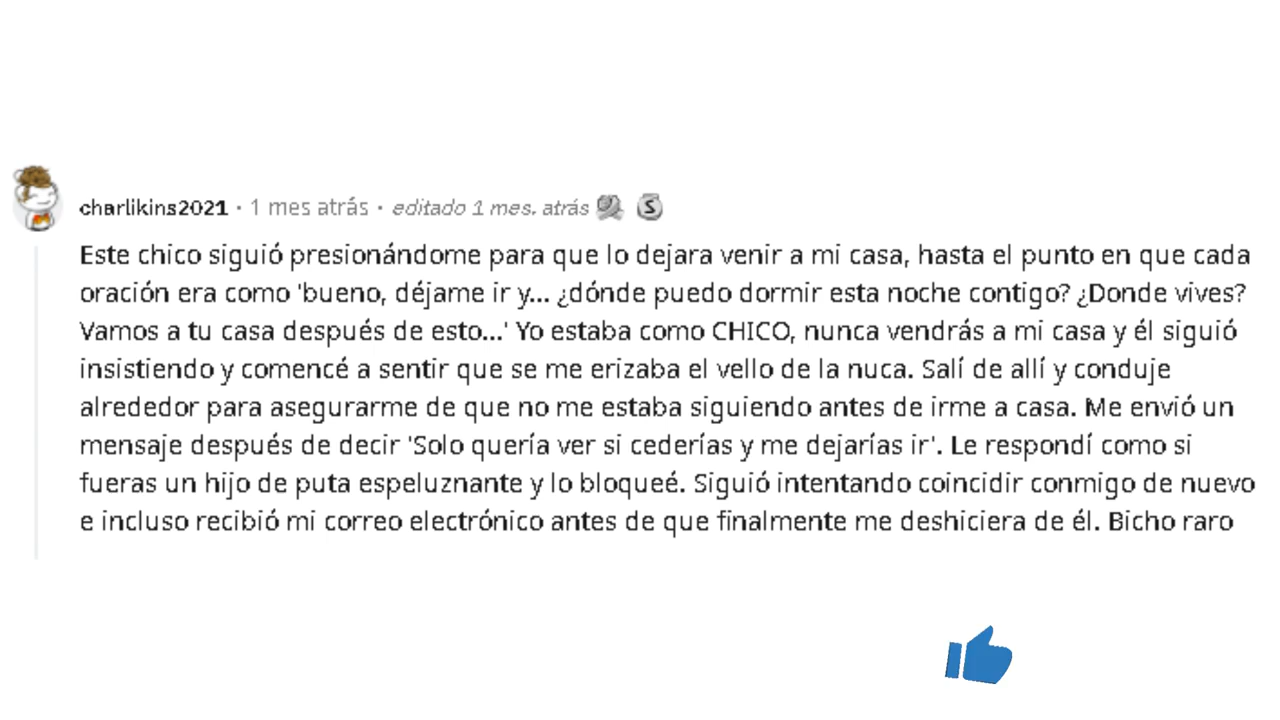 charlikins2021 · 1 mes atrás · editado 1 mes. atrás S
Este chico siguió presionándome para que lo dejara venir a mi casa, hasta el punto en que cada
oración era como 'bueno, déjame ir y... ¿dónde puedo dormir esta noche contigo? ¿Donde vives?
Vamos a tu casa después de esto...' Yo estaba como CHICO, nunca vendrás a mi casa y él siguió
insistiendo y comencé a sentir que se me erizaba el vello de la nuca. Salí de allí y conduje
alrededor para asegurarme de que no me estaba siguiendo antes de irme a casa. Me envió un
mensaje después de decir 'Solo quería ver si cederías y me dejarías ir'. Le respondí como si
fueras un hijo de puta espeluznante y lo bloqueé. Siguió intentando coincidir conmigo de nuevo
e incluso recibió mi correo electrónico antes de que finalmente me deshiciera de él. Bicho raro